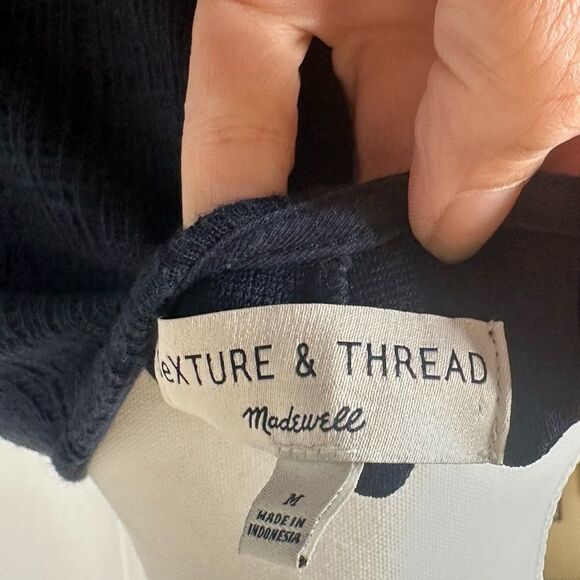 TeXTURE & THREAD
Madewell
M
MADE IN
INDONESIA